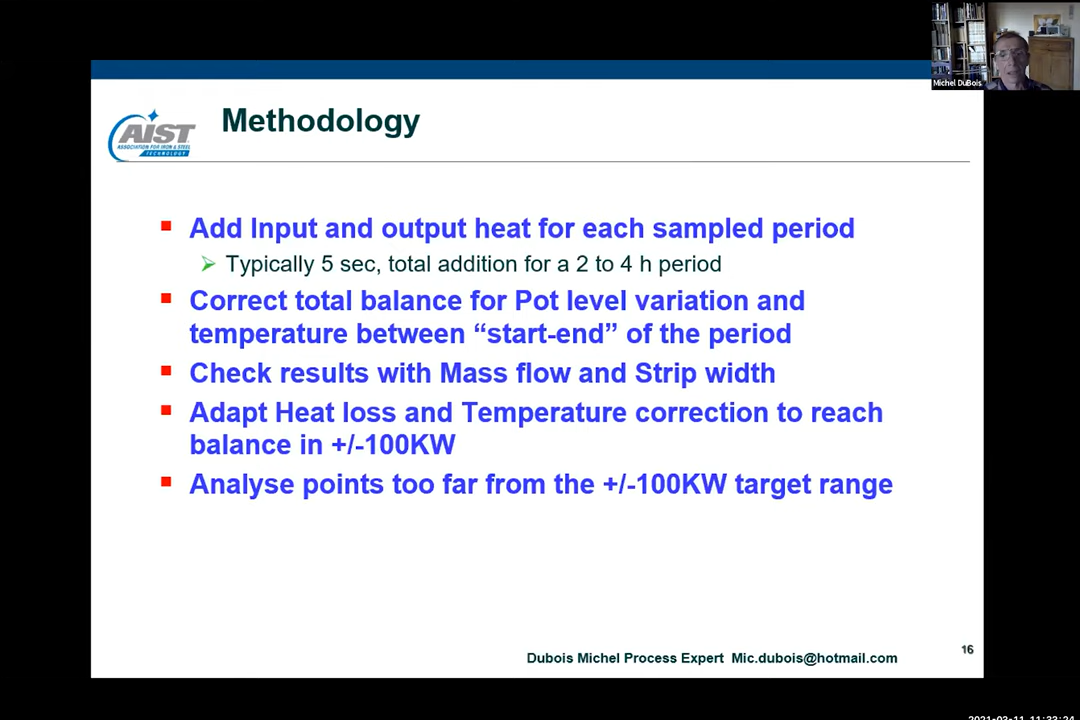 Michel DuBois
AIST
ASSOCIATION FOR IRON & STEEL
TECHNOLOGY
Methodology
Add Input and output heat for each sampled period
Typically 5 sec, total addition for a 2 to 4 h period
Correct total balance for Pot level variation and
temperature between “start-end” of the period
Check results with Mass flow and Strip width
Adapt Heat loss and Temperature correction to reach
balance in +/-100KW
Analyse points too far from the +/-100KW target range
Dubois Michel Process Expert Mic.dubois@hotmail.com
16
2021-03-11 11:33:24